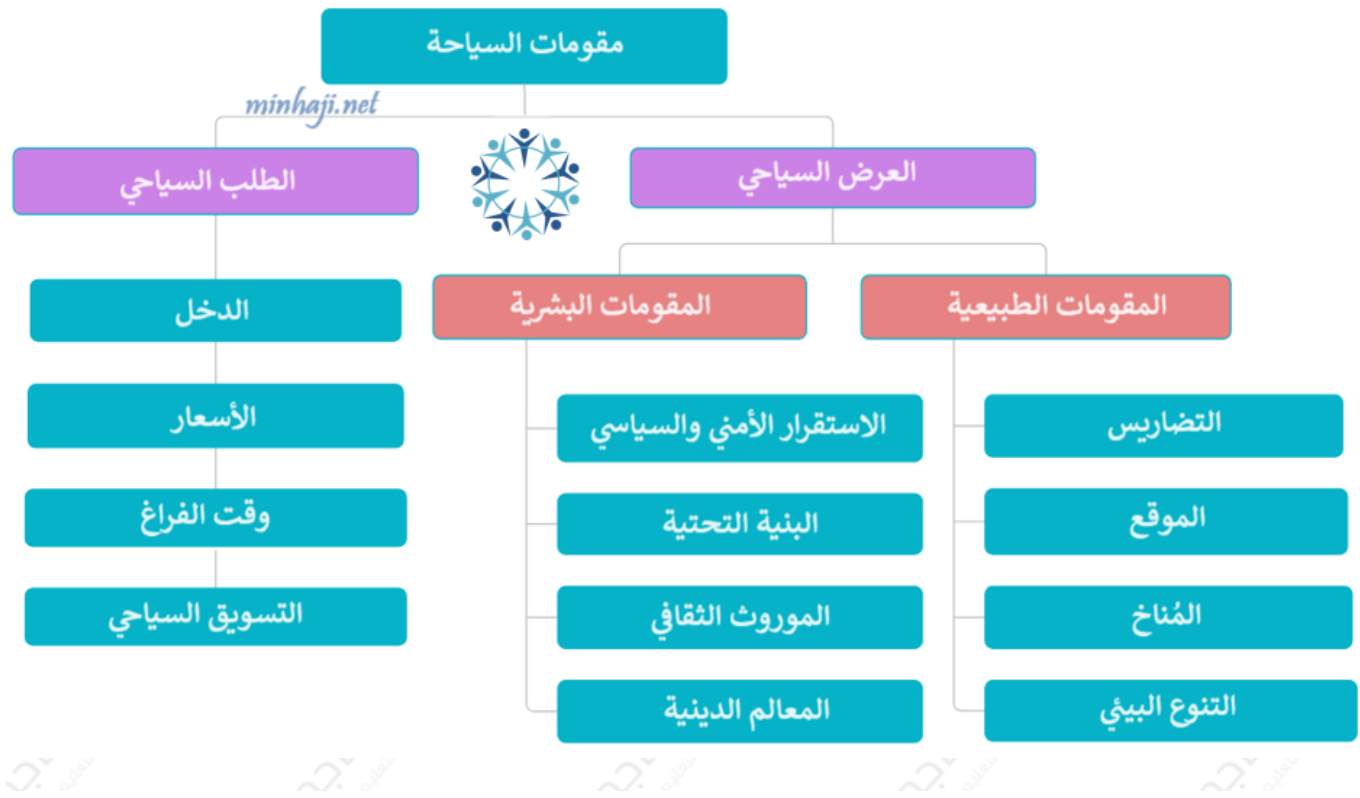 مقومات السياحة
minhaji.net
العرض السياحي
الطلب السياحي
المقومات الطبيعية
المقومات البشرية
الدخل
التضاريس
الاستقرار الأمني والسياسي
الأسعار
الموقع
البنية التحتية
وقت الفراغ
المُناخ
الموروث الثقافي
التسويق السياحي
التنوع البيئي
المعالم الدينية